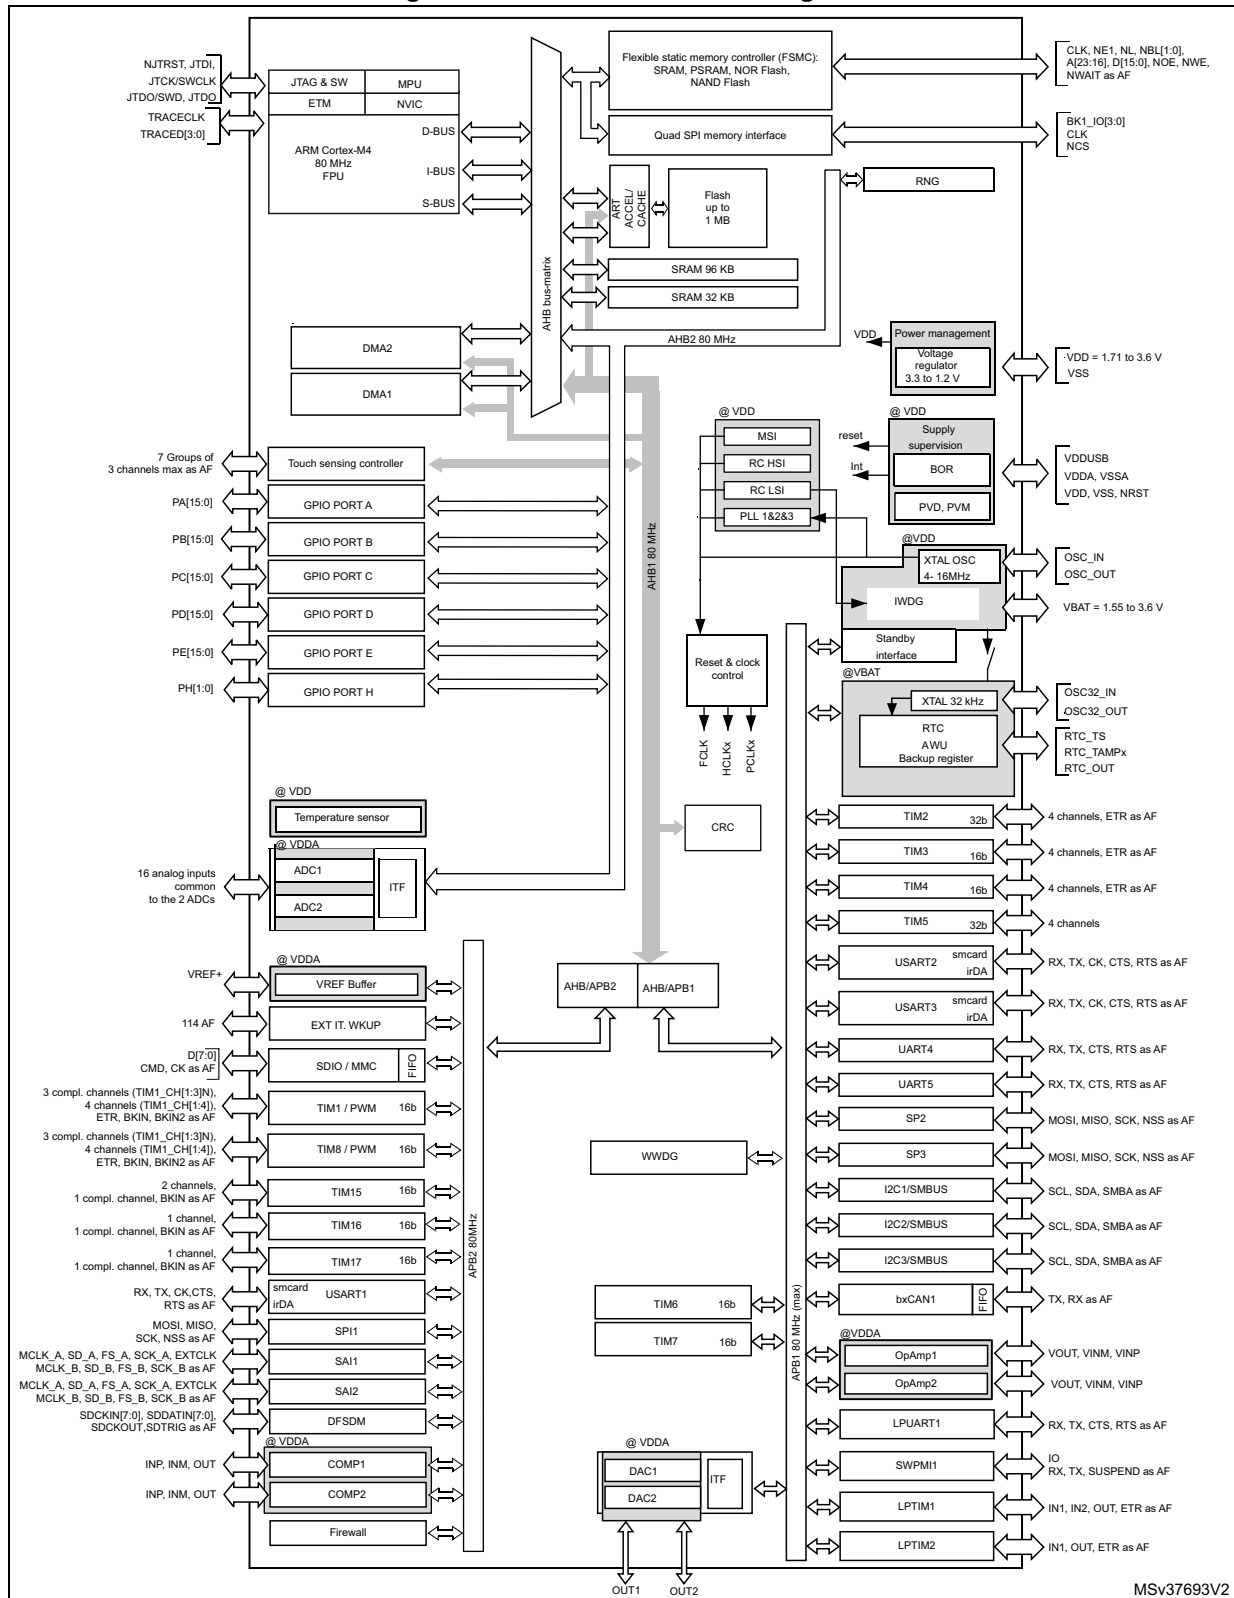 NJTRST, JTDI,
JTCK/SWCLK
JTDO/SWD, JTDO
TRACECLK
TRACED[3:0]
JTAG & SW
MPU
ETM
NVIC
ARM Cortex-M4
80 MHz
FPU
D-BUS
I-BUS
S-BUS
AHB bus-matrix
Flexible static memory controller (FSMC):
SRAM, PSRAM, NOR Flash,
NAND Flash
CLK, NE1, NL, NBL[1:0],
A[23:16], D[15:0], NOE, NWE,
NWAIT as AF
Quad SPI memory interface
BK1_IO[3:0]
CLK
NCS
RNG
ART
ACCEL/
CACHE
Flash
up to
1 MB
SRAM 96 KB
SRAM 32 KB
AHB2 80 MHz
DMA2
DMA1
VDD
Power management
Voltage
regulator
3.3 to 1.2 V
VDD = 1.71 to 3.6 V
VSS
@ VDD
MSI
RC HSI
RC LSI
PLL 1&2&3
@ VDD
reset
Int
Supply
supervision
BOR
PVD, PVM
VDDUSB
VDDA, VSSA
VDD, VSS, NRST
@VDD
XTAL OSC
4- 16MHz
IWDG
OSC_IN
OSC_OUT
VBAT = 1.55 to 3.6 V
Standby
interface
@VBAT
XTAL 32 kHz
RTC
AWU
Backup register
OSC32_IN
OSC32_OUT
RTC_TS
RTC_TAMPx
RTC_OUT
Reset & clock
control
FCLK
HCLKx
PCLKx
7 Groups of
3 channels max as AF
Touch sensing controller
PA[15:0]
GPIO PORT A
PB[15:0]
GPIO PORT B
PC[15:0]
GPIO PORT C
PD[15:0]
GPIO PORT D
PE[15:0]
GPIO PORT E
PH[1:0]
GPIO PORT H
AHB1 80 MHz
CRC
@ VDD
Temperature sensor
@ VDDA
16 analog inputs
common
to the 2 ADCs
ADC1
ADC2
ITF
@ VDDA
VREF+
VREF Buffer
AHB/APB2
AHB/APB1
114 AF
EXT IT. WKUP
D[7:0]
CMD, CK as AF
SDIO / MMC
FIFO
3 compl. channels (TIM1_CH[1:3]N),
4 channels (TIM1_CH[1:4]),
ETR, BKIN, BKIN2 as AF
TIM1 / PWM
16b
3 compl. channels (TIM1_CH[1:3]N),
4 channels (TIM1_CH[1:4]),
ETR, BKIN, BKIN2 as AF
TIM8 / PWM
16b
2 channels,
1 compl. channel, BKIN as AF
TIM15
16b
1 channel,
1 compl. channel, BKIN as AF
TIM16
16b
1 channel,
1 compl. channel, BKIN as AF
TIM17
16b
RX, TX, CK,CTS,
RTS as AF
smcard
irDA
USART1
MOSI, MISO,
SCK, NSS as AF
SPI1
MCLK_A, SD_A, FS_A, SCK_A, EXTCLK
MCLK_B, SD_B, FS_B, SCK_B as AF
SAI1
MCLK_A, SD_A, FS_A, SCK_A, EXTCLK
MCLK_B, SD_B, FS_B, SCK_B as AF
SAI2
SDCKIN[7:0], SDDATIN[7:0],
SDCKOUT,SDTRIG as AF
DFSDM
@ VDDA
INP, INM, OUT
COMP1
INP, INM, OUT
COMP2
Firewall
APB2 80MHz
WWDG
TIM6
16b
TIM7
16b
@ VDDA
DAC1
DAC2
ITF
OUT1
OUT2
APB1 80 MHz (max)
TIM2
32b
4 channels, ETR as AF
TIM3
16b
4 channels, ETR as AF
TIM4
16b
4 channels, ETR as AF
TIM5
32b
4 channels
USART2
smcard
irDA
RX, TX, CK, CTS, RTS as AF
USART3
smcard
irDA
RX, TX, CK, CTS, RTS as AF
UART4
RX, TX, CTS, RTS as AF
UART5
RX, TX, CTS, RTS as AF
SP2
MOSI, MISO, SCK, NSS as AF
SP3
MOSI, MISO, SCK, NSS as AF
I2C1/SMBUS
SCL, SDA, SMBA as AF
I2C2/SMBUS
SCL, SDA, SMBA as AF
I2C3/SMBUS
SCL, SDA, SMBA as AF
bxCAN1
FIFO
TX, RX as AF
@VDDA
OpAmp1
VOUT, VINM, VINP
OpAmp2
VOUT, VINM, VINP
LPUART1
RX, TX, CTS, RTS as AF
SWPMI1
IO
RX, TX, SUSPEND as AF
LPTIM1
IN1, IN2, OUT, ETR as AF
LPTIM2
IN1, OUT, ETR as AF
MSv37693V2